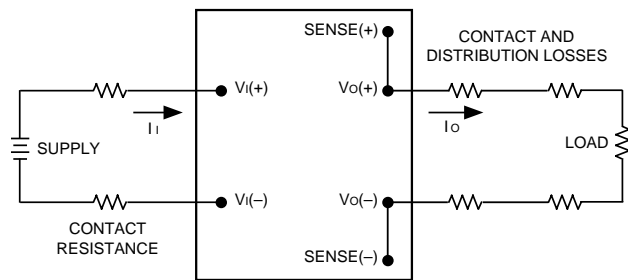 SENSE(+)
CONTACT AND
DISTRIBUTION LOSSES
VI(+)
VO(+)
II
IO
SUPPLY
LOAD
VI(–)
VO(–)
CONTACT
RESISTANCE
SENSE(–)